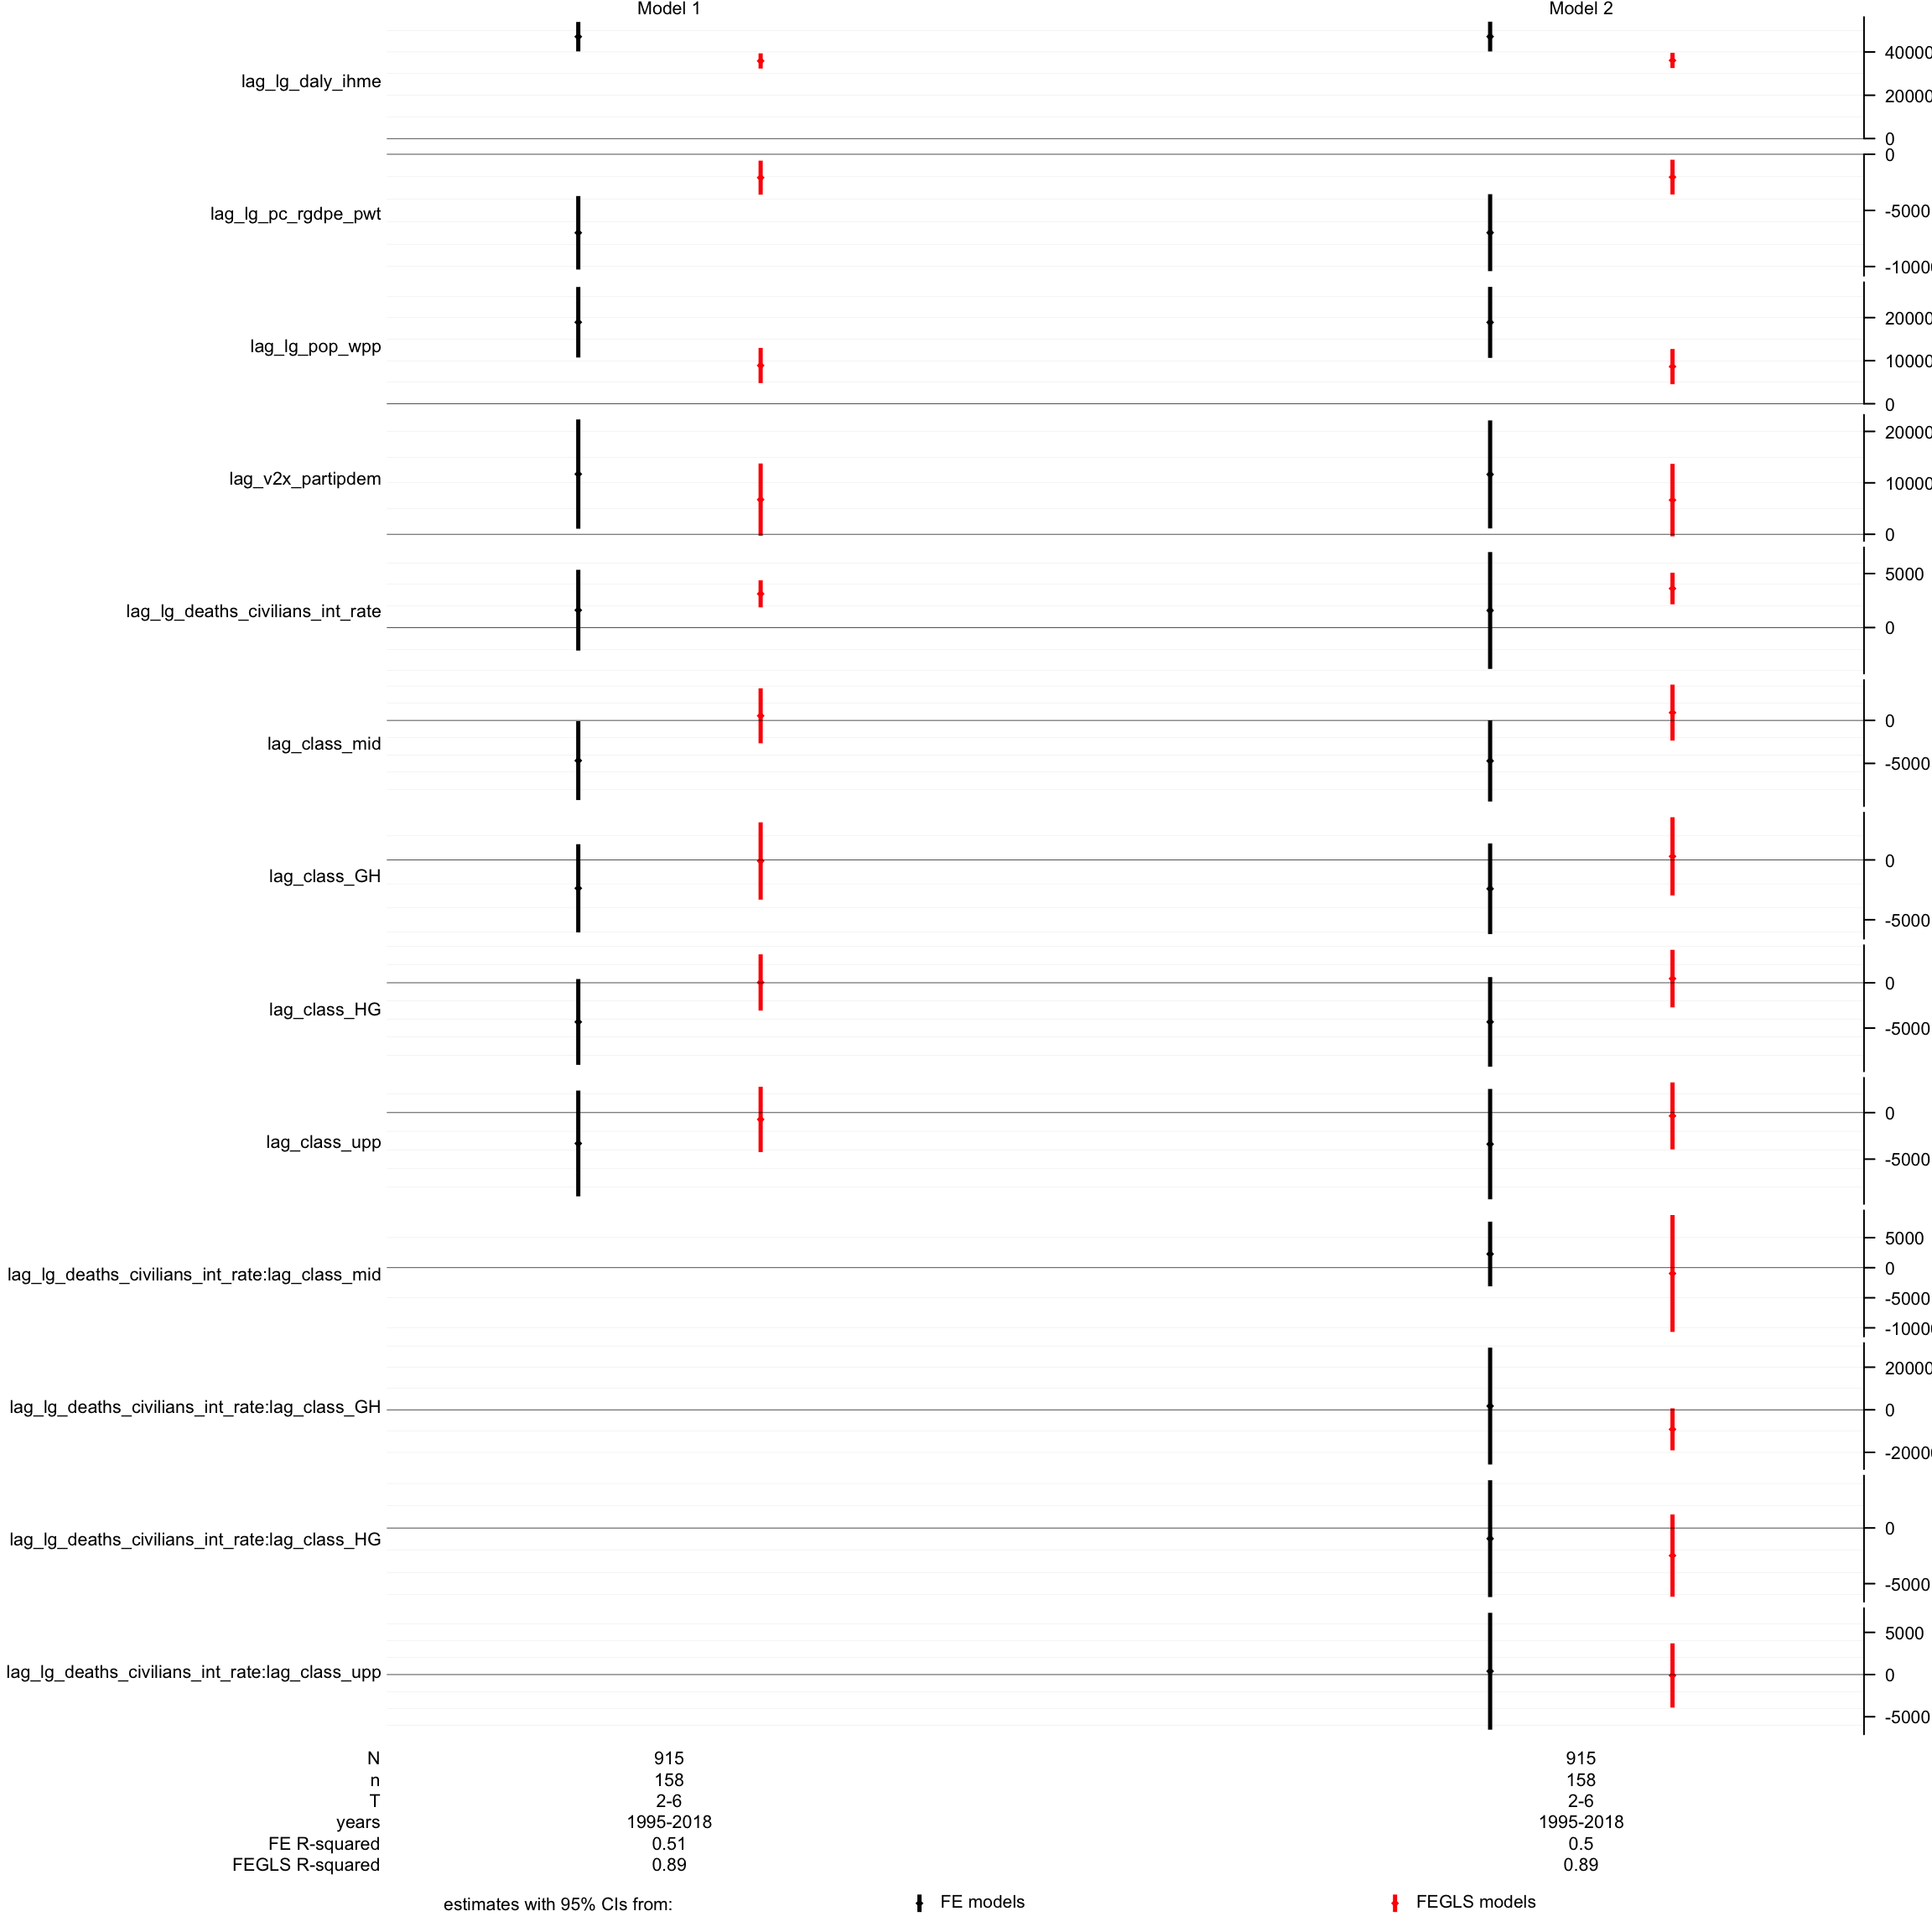 Model 1 Model 2
lag_lg_daly_ihme
40000
20000
0
lag_lg_pc_rgdpe_pwt
0
-5000
-10000
lag_lg_pop_wpp
20000
10000
0
lag_v2x_partipdem
20000
10000
0
lag_lg_deaths_civilians_int_rate
5000
0
lag_class_mid
0
-5000
lag_class_GH
0
-5000
lag_class_HG
0
-5000
lag_class_upp
0
-5000
lag_lg_deaths_civilians_int_rate:lag_class_mid
5000
0
-5000
-10000
lag_lg_deaths_civilians_int_rate:lag_class_GH
20000
0
-20000
lag_lg_deaths_civilians_int_rate:lag_class_HG
0
-5000
lag_lg_deaths_civilians_int_rate:lag_class_upp
5000
0
-5000
N 915 915
n 158 158
T 2-6 2-6
years 1995-2018 1995-2018
FE R-squared 0.51 0.5
FEGLS R-squared 0.89 0.89
estimates with 95% CIs from: FE models FEGLS models